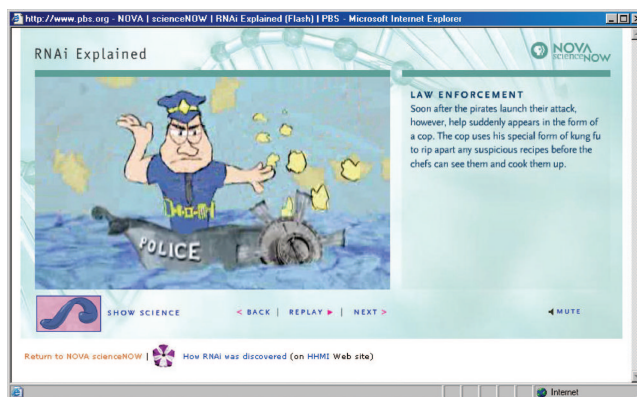 http://www.pbs.org - NOVA | scienceNOW | RNAi Explained (Flash) | PBS - Microsoft Internet Explorer
RNAi Explained
NOVA
SCIENCENOW
LAW ENFORCEMENT
Soon after the pirates launch their attack,
however, help suddenly appears in the form of
a cop. The cop uses his special form of kung fu
to rip apart any suspicious recipes before the
chefs can see them and cook them up.
POLICE
SHOW SCIENCE
< BACK | REPLAY ▶ | NEXT >
MUTE
Return to NOVA scienceNOW | How RNAi was discovered (on HHMI Web site)
Internet